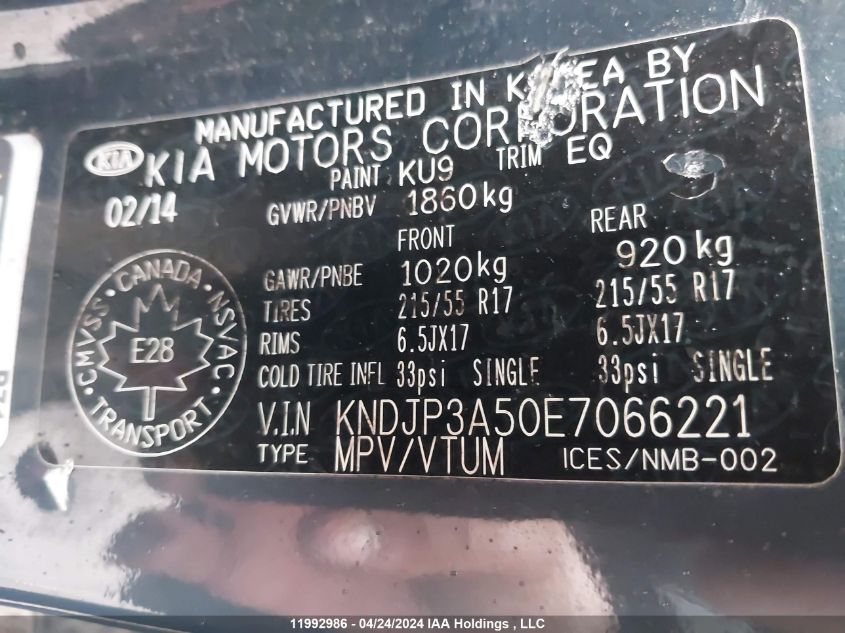 MANUFACTURED IN KOREA BY
KIA KIA MOTORS CORPORATION
PAINT KU9 TRIM EQ
02/14 GVWR/PNBV 1860kg
FRONT REAR
GAWR/PNBE 1020kg 920kg
TIRES 215/55 R17 215/55 R17
RIMS 6.5JX17 6.5JX17
COLD TIRE INFL 33psi SINGLE 33psi SINGLE
V.I.N KNDJP3A50E7066221
TYPE MPV/VTUM ICES/NMB-002
CANADA · NSVAC · TRANSPORT · CMVSS ·
E28
11992986 - 04/24/2024 IAA Holdings , LLC